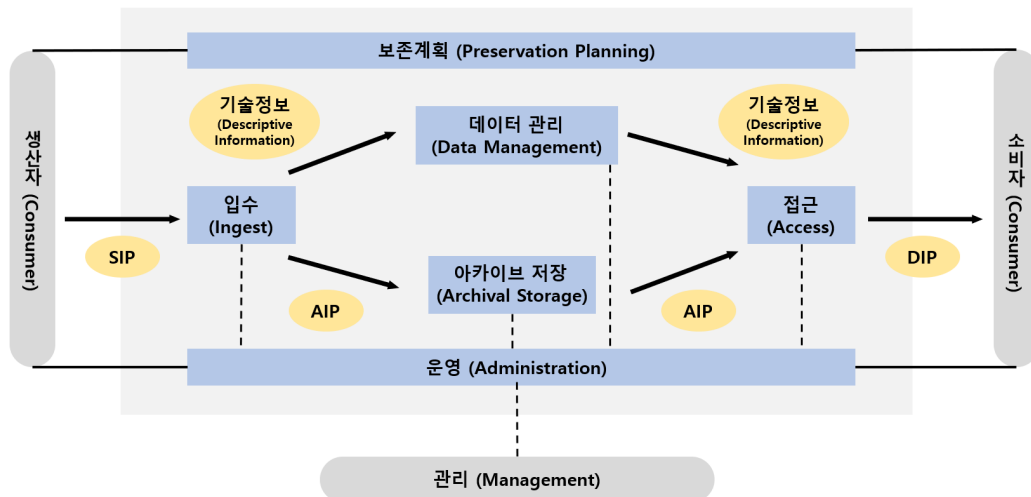 보존계획 (Preservation Planning)
기술정보
(Descriptive
Information)
기술정보
(Descriptive
Information)
데이터 관리
(Data Management)
생산자 (Consumer)
소비자 (Consumer)
입수
(Ingest)
접근
(Access)
SIP
DIP
아카이브 저장
(Archival Storage)
AIP
AIP
운영 (Administration)
관리 (Management)